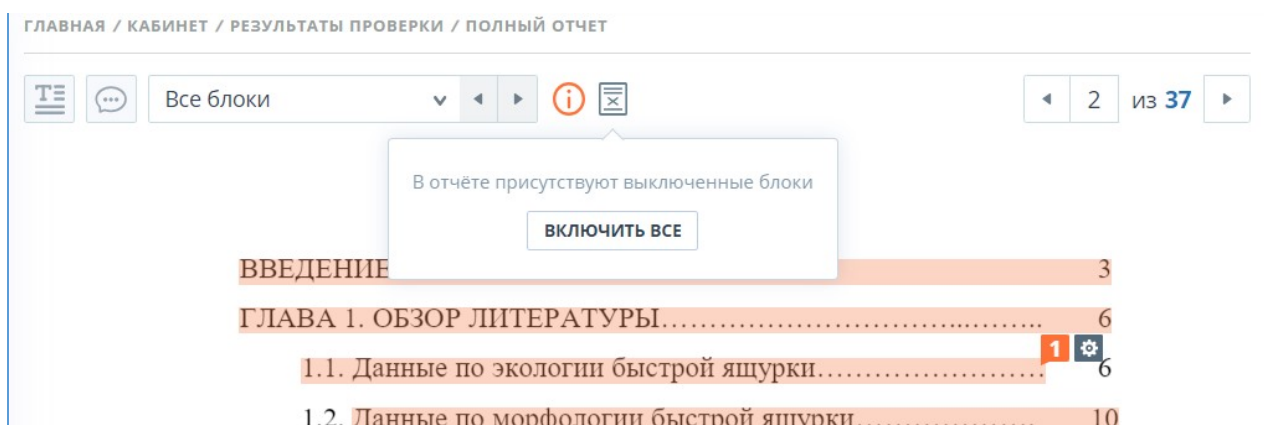 ГЛАВНАЯ / КАБИНЕТ / РЕЗУЛЬТАТЫ ПРОВЕРКИ / ПОЛНЫЙ ОТЧЕТ
T Все блоки i 2 из 37
В отчёте присутствуют выключенные блоки
ВКЛЮЧИТЬ ВСЕ
ВВЕДЕНИЕ 3
ГЛАВА 1. ОБЗОР ЛИТЕРАТУРЫ.................................... 6
1
1.1. Данные по экологии быстрой ящурки........................ 6
1.2. Данные по морфологии быстрой ящурки................... 10